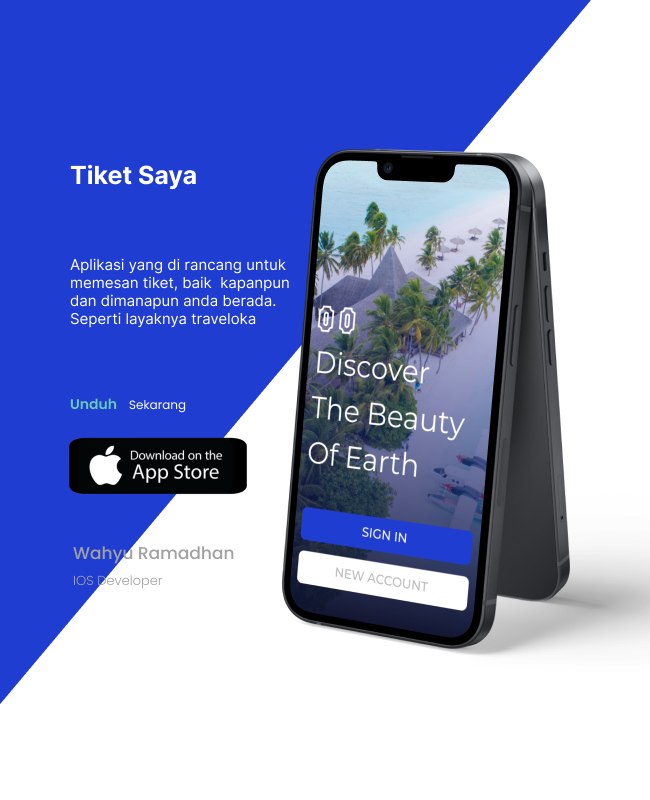 Tiket Saya
Aplikasi yang di rancang untuk
memesan tiket, baik  kapanpun
dan dimanapun anda berada.
Seperti layaknya traveloka
Unduh Sekarang
Download on the
App Store
Wahyu Ramadhan
IOS Developer
Discover
The Beauty
Of Earth
SIGN IN
NEW ACCOUNT